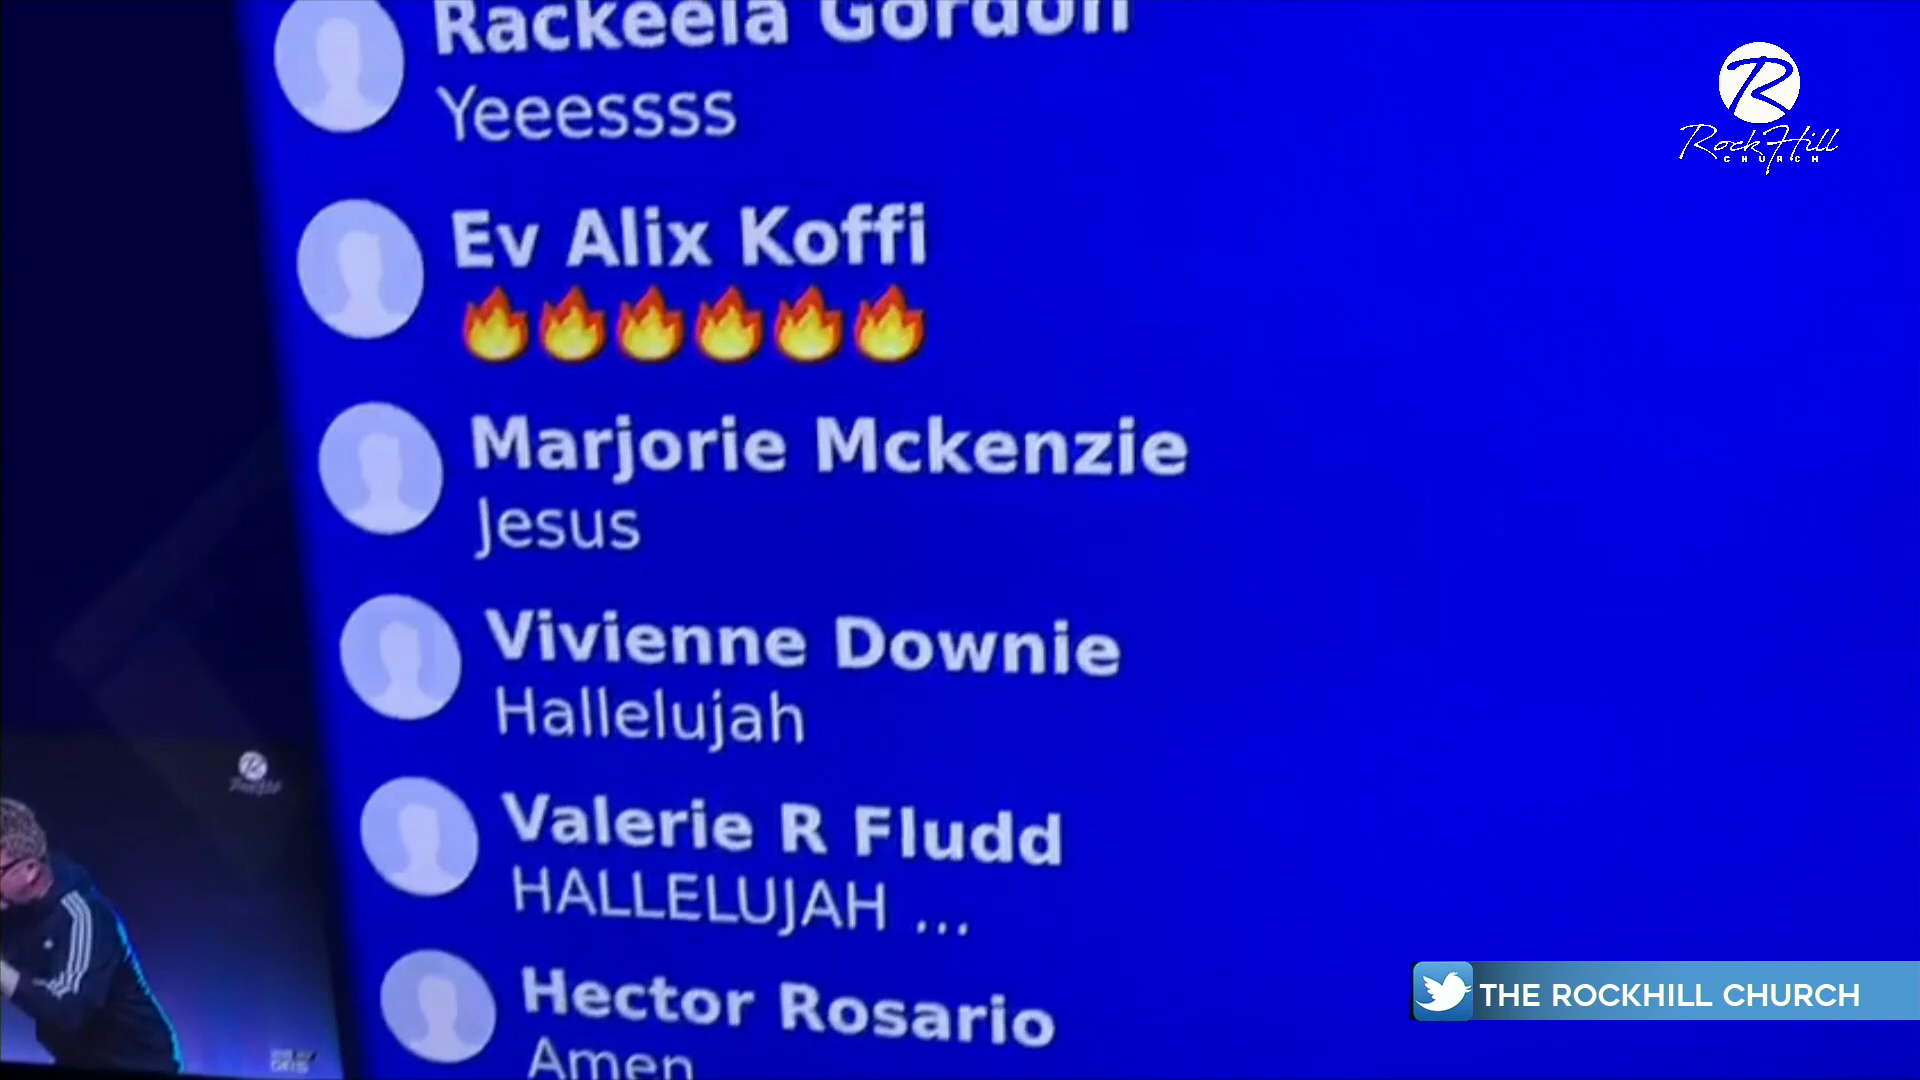 Rackeela Gordon
Yeeessss
Ev Alix Koffi
🔥🔥🔥🔥🔥🔥
Marjorie Mckenzie
Jesus
Vivienne Downie
Hallelujah
Valerie R Fludd
HALLELUJAH ...
Hector Rosario
Amen
R
RockHill
CHURCH
THE ROCKHILL CHURCH